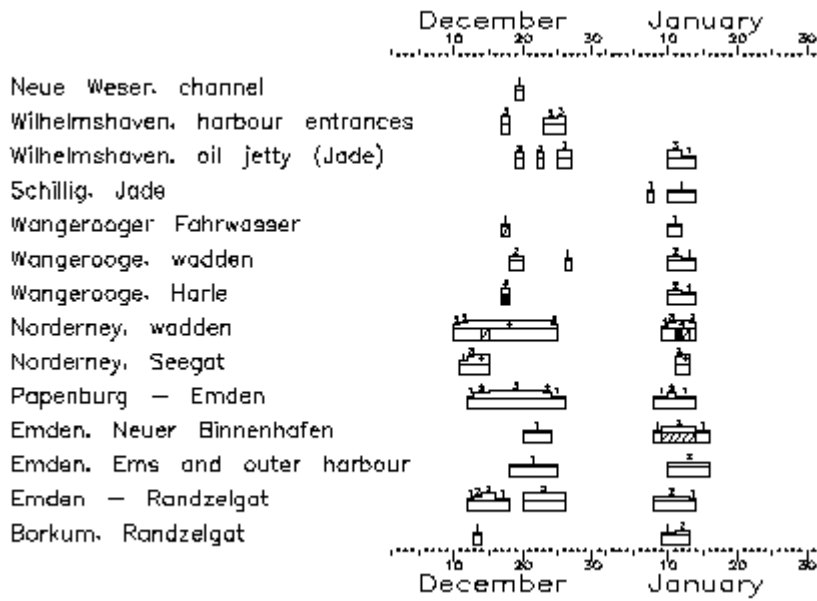 December January
10 20 30 10 20 30
Neue Weser, channel
Wilhelmshaven, harbour entrances
Wilhelmshaven, oil jetty (Jade)
Schillig, Jade
Wangerooger Fahrwasser
Wangerooge, wadden
Wangerooge, Harle
Norderney, wadden
Norderney, Seegat
Papenburg – Emden
Emden, Neuer Binnenhafen
Emden, Ems and outer harbour
Emden – Randzelgat
Borkum, Randzelgat
10 20 30 10 20 30
December January